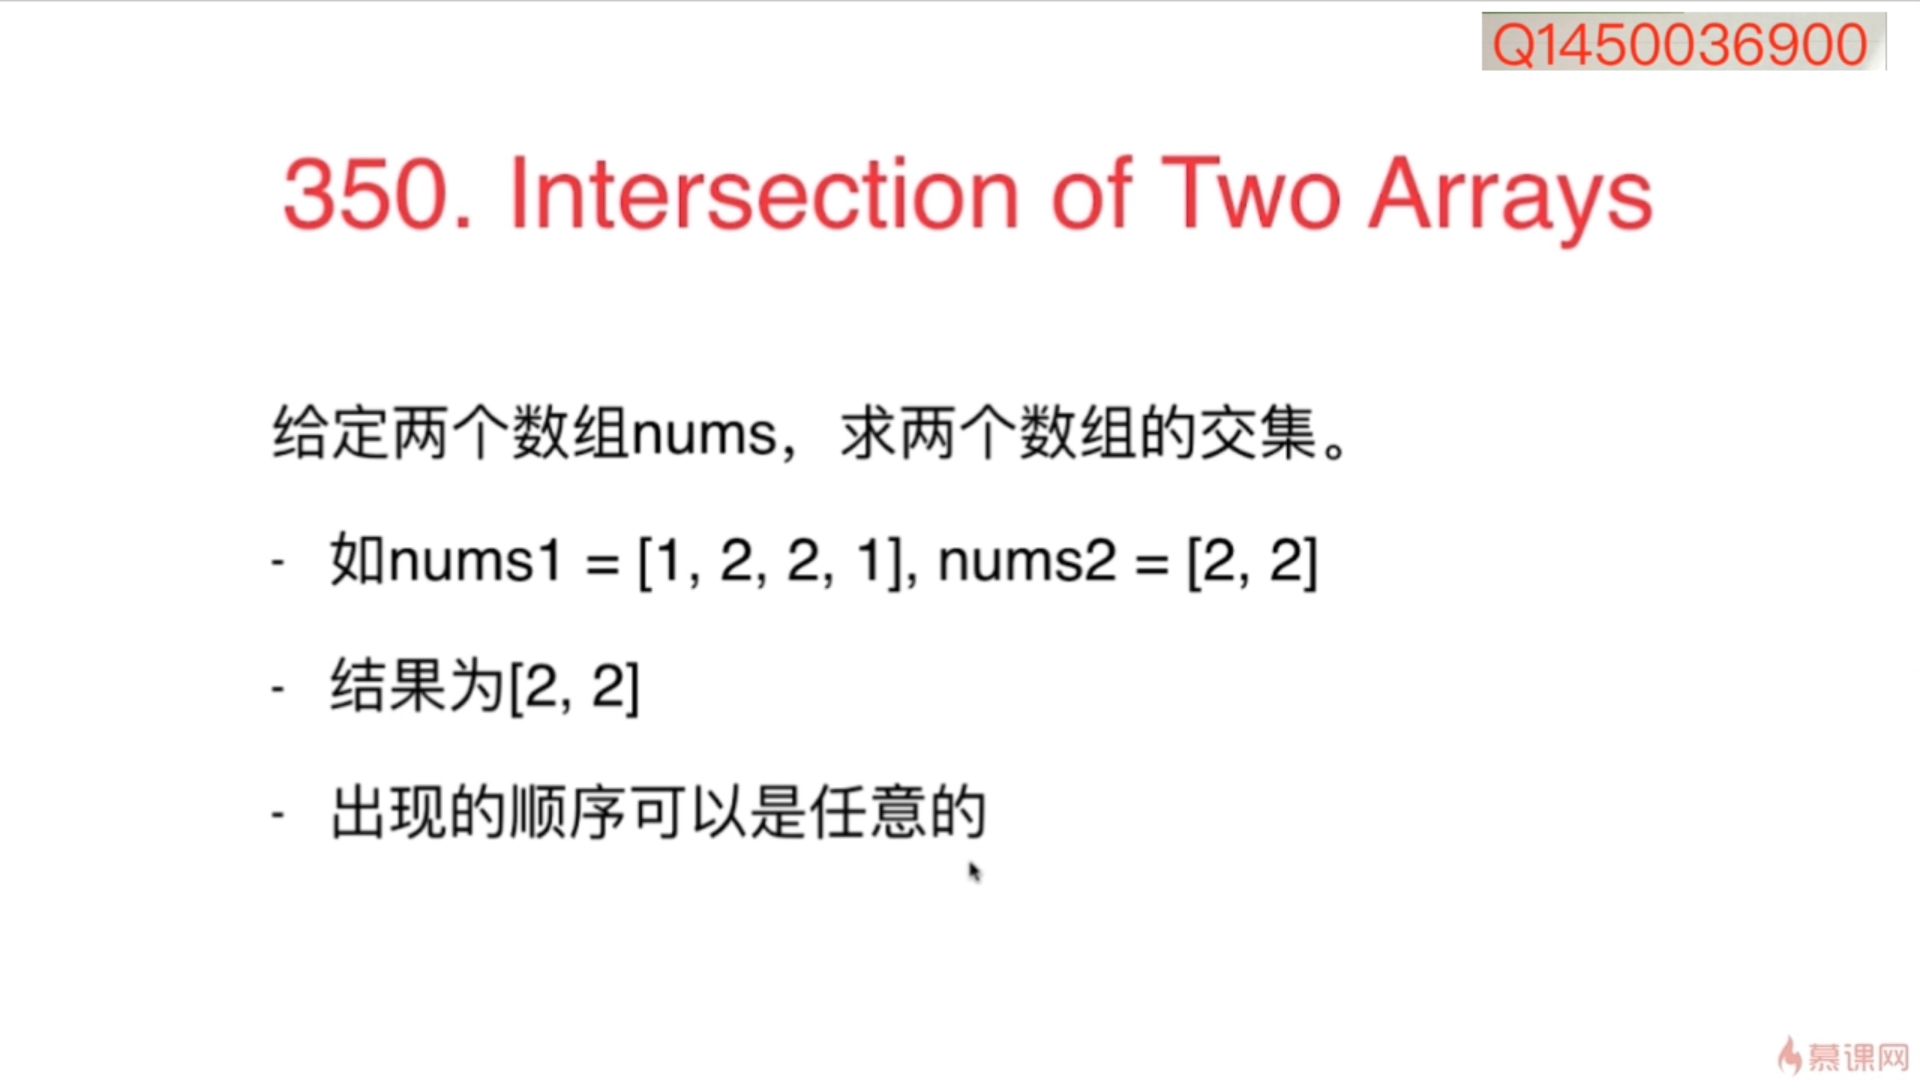 Q1450036900
350. Intersection of Two Arrays
给定两个数组nums，求两个数组的交集。
- 如nums1 = [1, 2, 2, 1], nums2 = [2, 2]
- 结果为[2, 2]
- 出现的顺序可以是任意的
慕课网